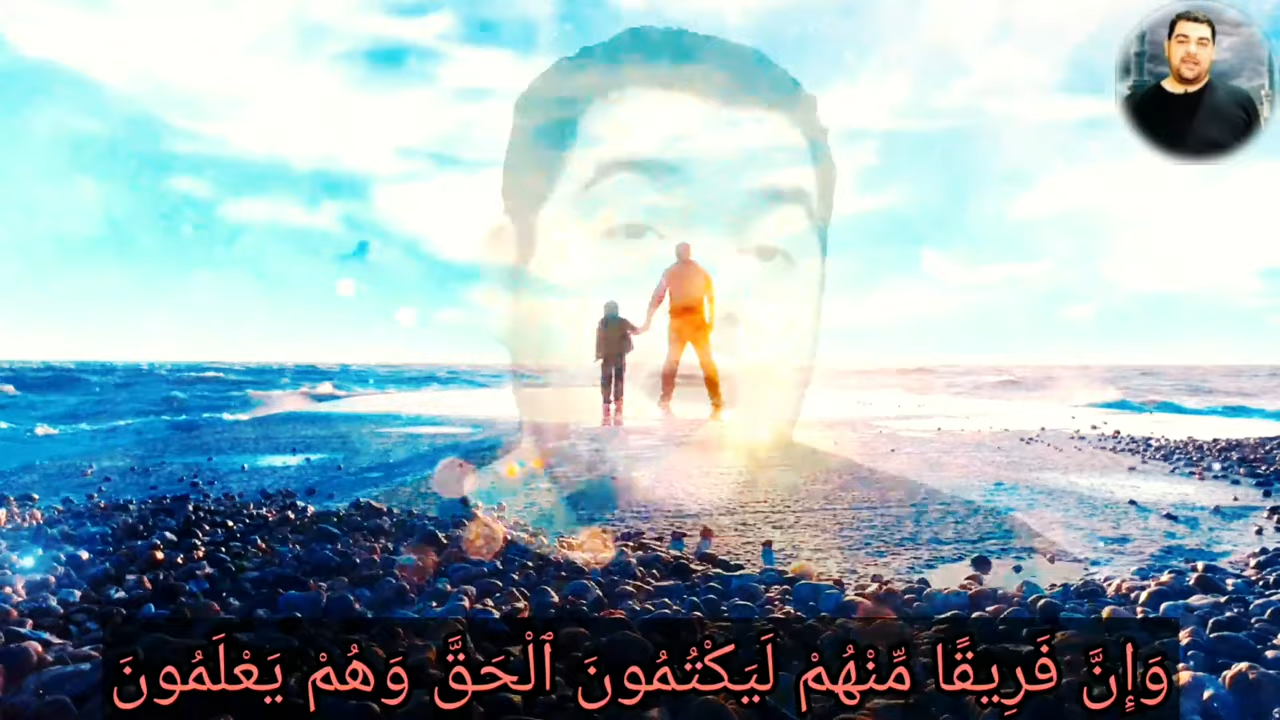 وَإِنَّ فَرِيقًا مِّنْهُمْ لَيَكْتُمُونَ ٱلْحَقَّ وَهُمْ يَعْلَمُونَ